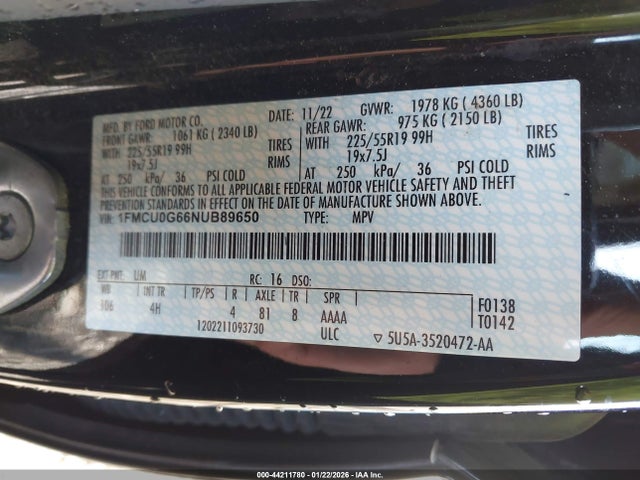 MFD. BY FORD MOTOR CO. DATE: 11/22 GVWR: 1978 KG ( 4360 LB)
FRONT GAWR: 1061 KG ( 2340 LB) REAR GAWR: 975 KG ( 2150 LB)
WITH 225/55R19 99H TIRES WITH 225/55R19 99H TIRES
19x7.5J RIMS 19x7.5J RIMS
AT 250 kPa/ 36 PSI COLD AT 250 kPa/ 36 PSI COLD
THIS VEHICLE CONFORMS TO ALL APPLICABLE FEDERAL MOTOR VEHICLE SAFETY AND THEFT
PREVENTION STANDARDS IN EFFECT ON THE DATE OF MANUFACTURE SHOWN ABOVE.
VIN: 1FMCU0G66NUB89650 TYPE: MPV
EXT PNT: UM RC: 16 DSO:
WB INT TR TP/PS R AXLE TR SPR F0138
106 4H 4 81 8 AAAA T0142
1202211093730 ULC ▽ 5U5A-3520472-AA
000-44211780 - 01/22/2026 - IAA Inc.